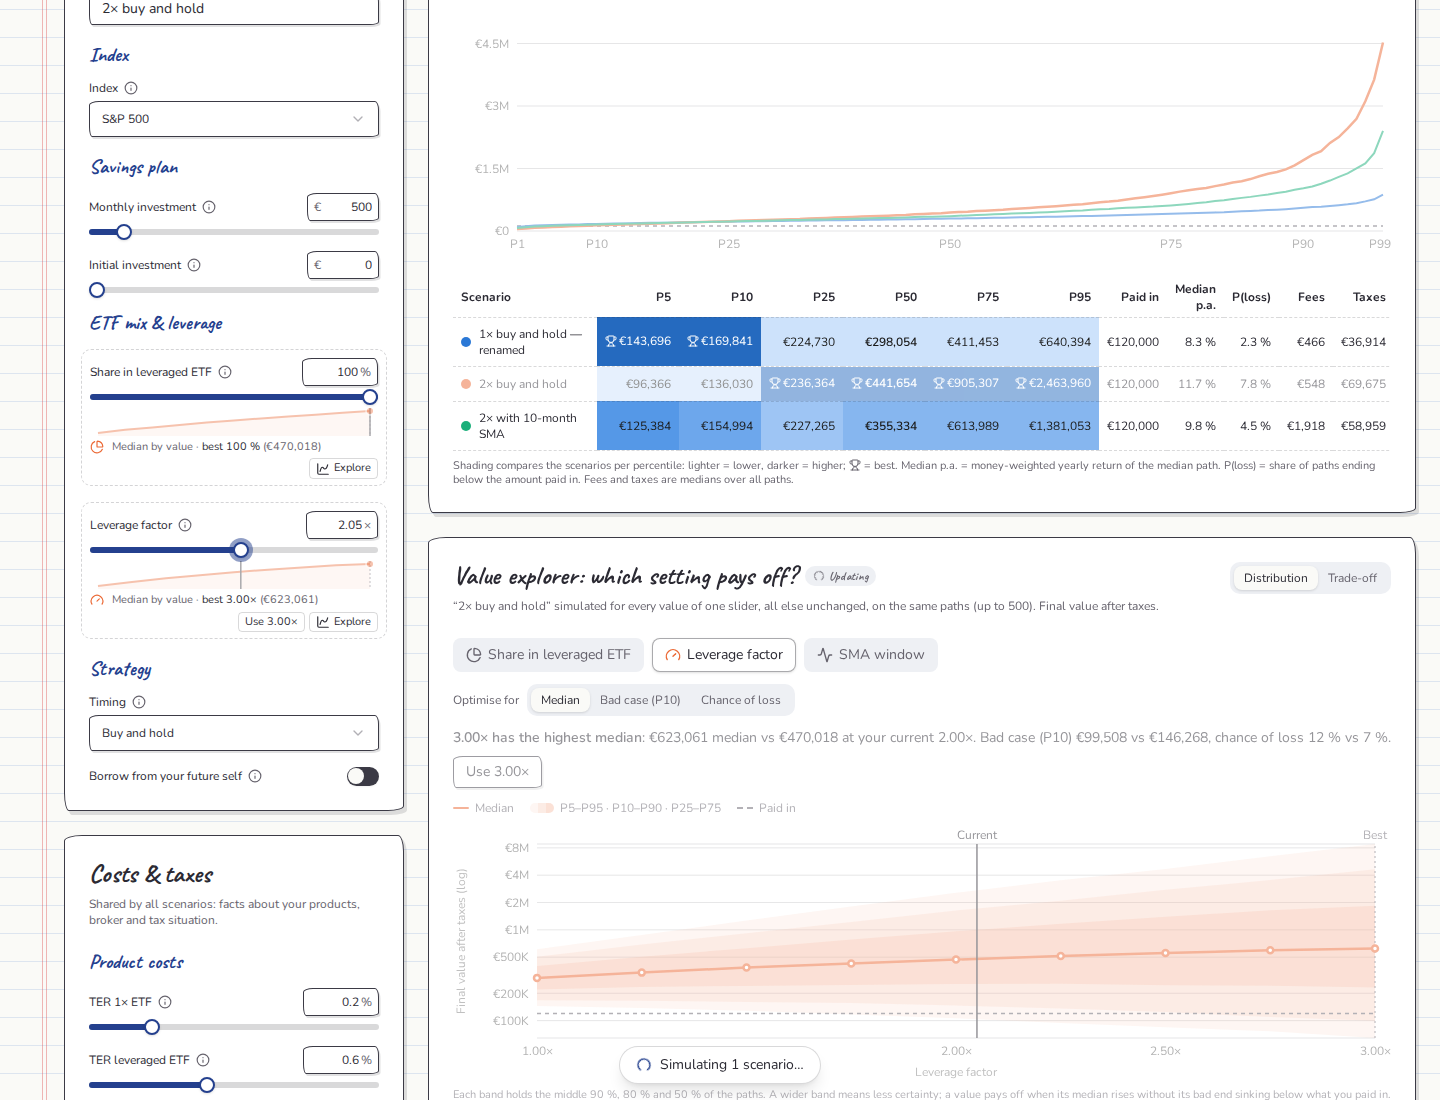 2× buy and hold
Index
Index
S&P 500
Savings plan
Monthly investment
€ 500
Initial investment
€ 0
ETF mix & leverage
Share in leveraged ETF
100 %
Median by value · best 100 % (€470,018)
Explore
Leverage factor
2.05 ×
Median by value · best 3.00× (€623,061)
Use 3.00×
Explore
Strategy
Timing
Buy and hold
Borrow from your future self
Costs & taxes
Shared by all scenarios: facts about your products,
broker and tax situation.
Product costs
TER 1× ETF
0.2 %
TER leveraged ETF
0.6 %
€4.5M
€3M
€1.5M
€0
P1 P10 P25 P50 P75 P90 P99
Scenario P5 P10 P25 P50 P75 P95 Paid in Median p.a. P(loss) Fees Taxes
1× buy and hold — renamed €143,696 €169,841 €224,730 €298,054 €411,453 €640,394 €120,000 8.3 % 2.3 % €466 €36,914
2× buy and hold €96,366 €136,030 €236,364 €441,654 €905,307 €2,463,960 €120,000 11.7 % 7.8 % €548 €69,675
2× with 10-month SMA €125,384 €154,994 €227,265 €355,334 €613,989 €1,381,053 €120,000 9.8 % 4.5 % €1,918 €58,959
Shading compares the scenarios per percentile: lighter = lower, darker = higher; = best. Median p.a. = money-weighted yearly return of the median path. P(loss) = share of paths ending
below the amount paid in. Fees and taxes are medians over all paths.
Value explorer: which setting pays off?
Updating
Distribution
Trade-off
“2× buy and hold” simulated for every value of one slider, all else unchanged, on the same paths (up to 500). Final value after taxes.
Share in leveraged ETF
Leverage factor
SMA window
Optimise for
Median
Bad case (P10)
Chance of loss
3.00× has the highest median: €623,061 median vs €470,018 at your current 2.00×. Bad case (P10) €99,508 vs €146,268, chance of loss 12 % vs 7 %.
Use 3.00×
Median
P5–P95 · P10–P90 · P25–P75
Paid in
Current
Best
€8M
€4M
€2M
€1M
€500K
€200K
€100K
Final value after taxes (log)
1.00× 2.00× 2.50× 3.00×
Leverage factor
Simulating 1 scenario…
Each band holds the middle 90 %, 80 % and 50 % of the paths. A wider band means less certainty; a value pays off when its median rises without its bad end sinking below what you paid in.